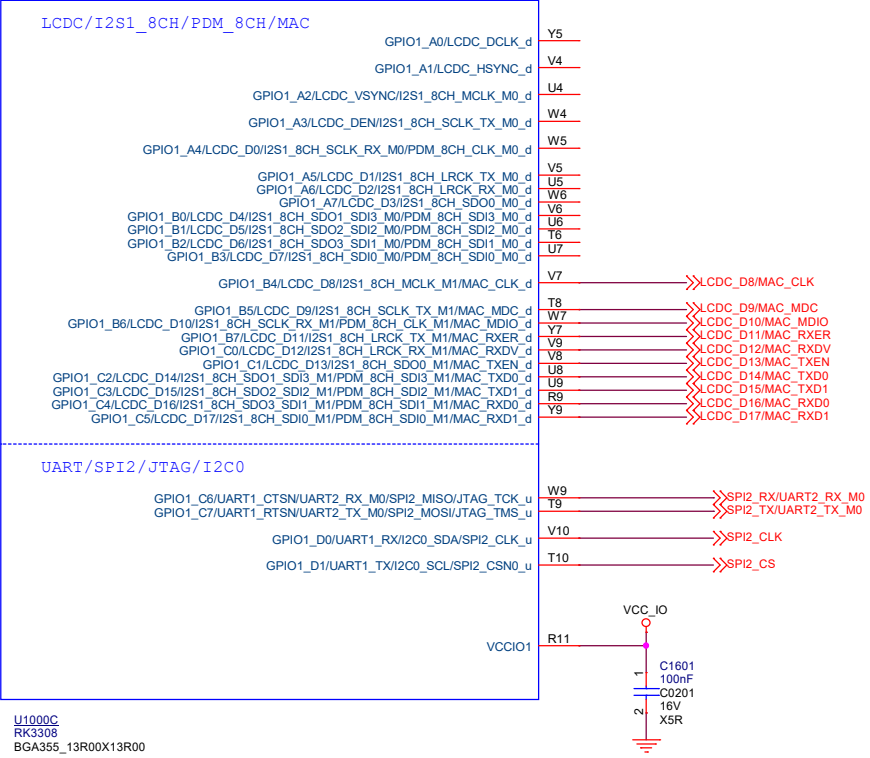 LCDC/I2S1_8CH/PDM_8CH/MAC
GPIO1_A0/LCDC_DCLK_d Y5
GPIO1_A1/LCDC_HSYNC_d V4
GPIO1_A2/LCDC_VSYNC/I2S1_8CH_MCLK_M0_d U4
GPIO1_A3/LCDC_DEN/I2S1_8CH_SCLK_TX_M0_d W4
GPIO1_A4/LCDC_D0/I2S1_8CH_SCLK_RX_M0/PDM_8CH_CLK_M0_d W5
GPIO1_A5/LCDC_D1/I2S1_8CH_LRCK_TX_M0_d V5
GPIO1_A6/LCDC_D2/I2S1_8CH_LRCK_RX_M0_d U5
GPIO1_A7/LCDC_D3/I2S1_8CH_SDO0_M0_d W6
GPIO1_B0/LCDC_D4/I2S1_8CH_SDO1_SDI3_M0/PDM_8CH_SDI3_M0_d V6
GPIO1_B1/LCDC_D5/I2S1_8CH_SDO2_SDI2_M0/PDM_8CH_SDI2_M0_d U6
GPIO1_B2/LCDC_D6/I2S1_8CH_SDO3_SDI1_M0/PDM_8CH_SDI1_M0_d T6
GPIO1_B3/LCDC_D7/I2S1_8CH_SDI0_M0/PDM_8CH_SDI0_M0_d U7
GPIO1_B4/LCDC_D8/I2S1_8CH_MCLK_M1/MAC_CLK_d V7 LCDC_D8/MAC_CLK
GPIO1_B5/LCDC_D9/I2S1_8CH_SCLK_TX_M1/MAC_MDC_d T8 LCDC_D9/MAC_MDC
GPIO1_B6/LCDC_D10/I2S1_8CH_SCLK_RX_M1/PDM_8CH_CLK_M1/MAC_MDIO_d W7 LCDC_D10/MAC_MDIO
GPIO1_B7/LCDC_D11/I2S1_8CH_LRCK_TX_M1/MAC_RXER_d Y7 LCDC_D11/MAC_RXER
GPIO1_C0/LCDC_D12/I2S1_8CH_LRCK_RX_M1/MAC_RXDV_d V9 LCDC_D12/MAC_RXDV
GPIO1_C1/LCDC_D13/I2S1_8CH_SDO0_M1/MAC_TXEN_d V8 LCDC_D13/MAC_TXEN
GPIO1_C2/LCDC_D14/I2S1_8CH_SDO1_SDI3_M1/PDM_8CH_SDI3_M1/MAC_TXD0_d U8 LCDC_D14/MAC_TXD0
GPIO1_C3/LCDC_D15/I2S1_8CH_SDO2_SDI2_M1/PDM_8CH_SDI2_M1/MAC_TXD1_d U9 LCDC_D15/MAC_TXD1
GPIO1_C4/LCDC_D16/I2S1_8CH_SDO3_SDI1_M1/PDM_8CH_SDI1_M1/MAC_RXD0_d R9 LCDC_D16/MAC_RXD0
GPIO1_C5/LCDC_D17/I2S1_8CH_SDI0_M1/PDM_8CH_SDI0_M1/MAC_RXD1_d Y9 LCDC_D17/MAC_RXD1
UART/SPI2/JTAG/I2C0
GPIO1_C6/UART1_CTSN/UART2_RX_M0/SPI2_MISO/JTAG_TCK_u W9 SPI2_RX/UART2_RX_M0
GPIO1_C7/UART1_RTSN/UART2_TX_M0/SPI2_MOSI/JTAG_TMS_u T9 SPI2_TX/UART2_TX_M0
GPIO1_D0/UART1_RX/I2C0_SDA/SPI2_CLK_u V10 SPI2_CLK
GPIO1_D1/UART1_TX/I2C0_SCL/SPI2_CSN0_u T10 SPI2_CS
VCC_IO
VCCIO1 R11
1
2
C1601
100nF
C0201
16V
X5R
U1000C
RK3308
BGA355_13R00X13R00